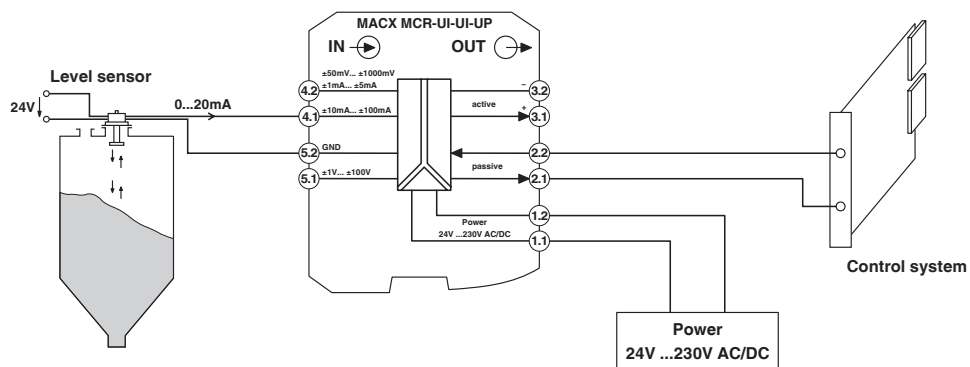 MACX MCR-UI-UI-UP
IN
OUT
Level sensor
24V
0...20mA
±50mV... ±1000mV
4.2
±1mA... ±5mA
4.1
±10mA... ±100mA
5.2
GND
5.1
±1V... ±100V
–
3.2
active
+
3.1
2.2
passive
2.1
Power
1.2
24V ...230V AC/DC
1.1
Control system
Power
24V ...230V AC/DC